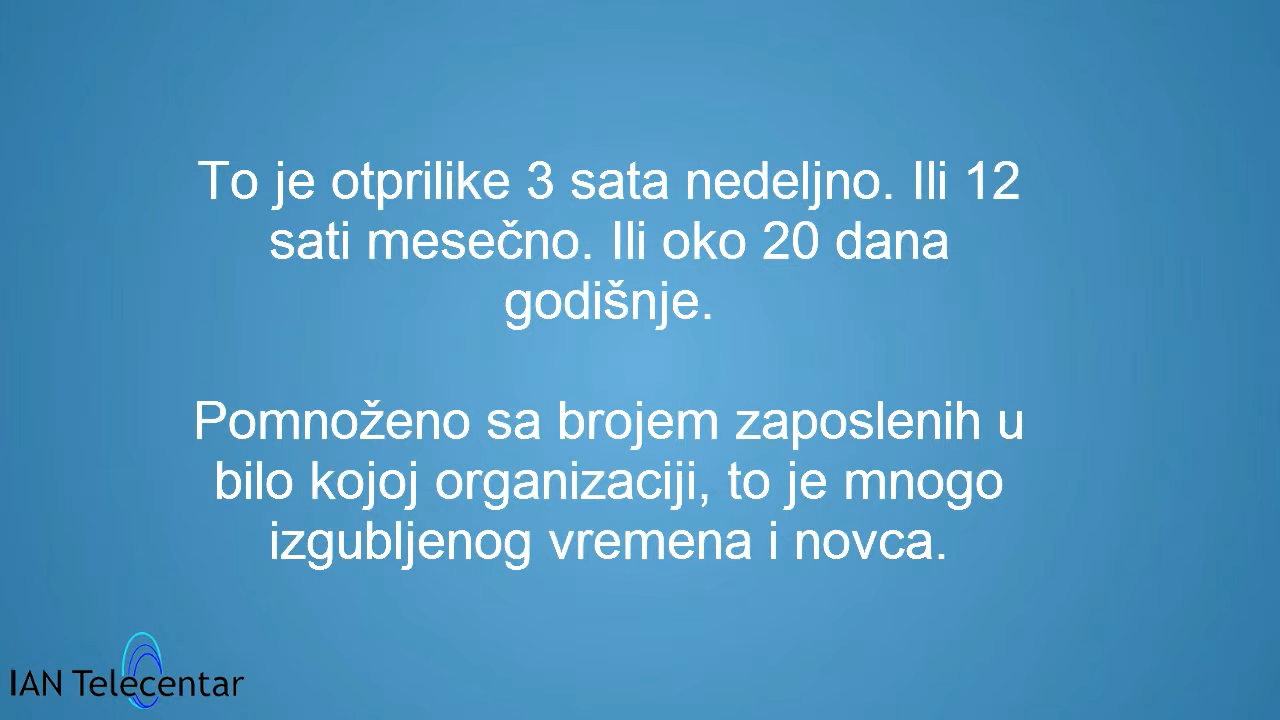 To je otprilike 3 sata nedeljno. Ili 12
sati mesečno. Ili oko 20 dana
godišnje.
Pomnoženo sa brojem zaposlenih u
bilo kojoj organizaciji, to je mnogo
izgubljenog vremena i novca.
IAN Telecentar